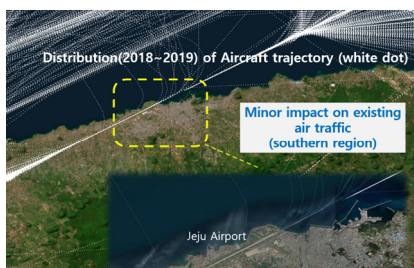 Distribution(2018~2019) of Aircraft trajectory (white dot)
Minor impact on existing
air traffic
(southern region)
Jeju Airport